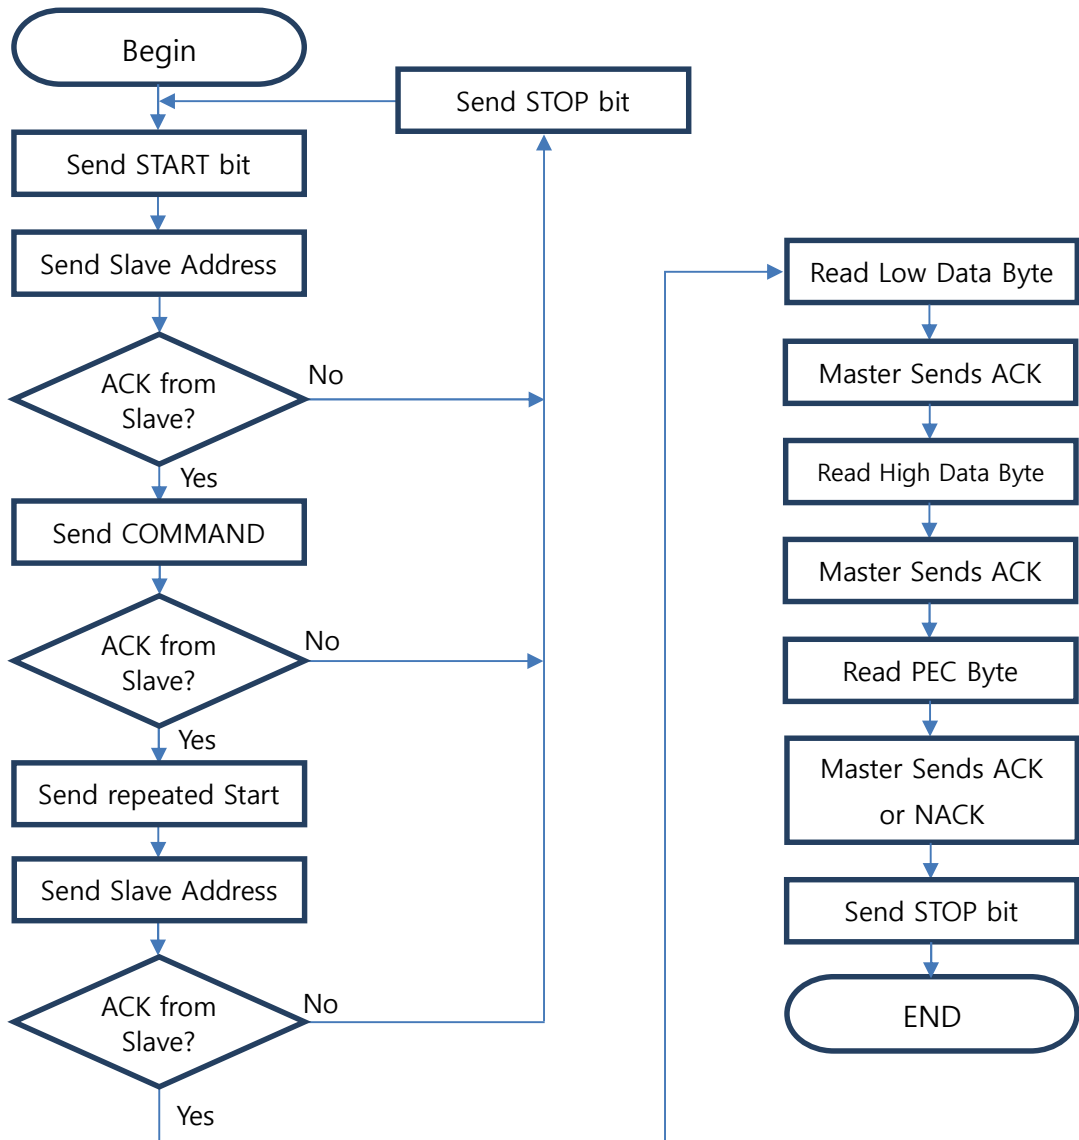 Begin
Send STOP bit
Send START bit
Send Slave Address
ACK from
Slave?
No
Yes
Send COMMAND
ACK from
Slave?
No
Yes
Send repeated Start
Send Slave Address
ACK from
Slave?
No
Yes
Read Low Data Byte
Master Sends ACK
Read High Data Byte
Master Sends ACK
Read PEC Byte
Master Sends ACK
or NACK
Send STOP bit
END